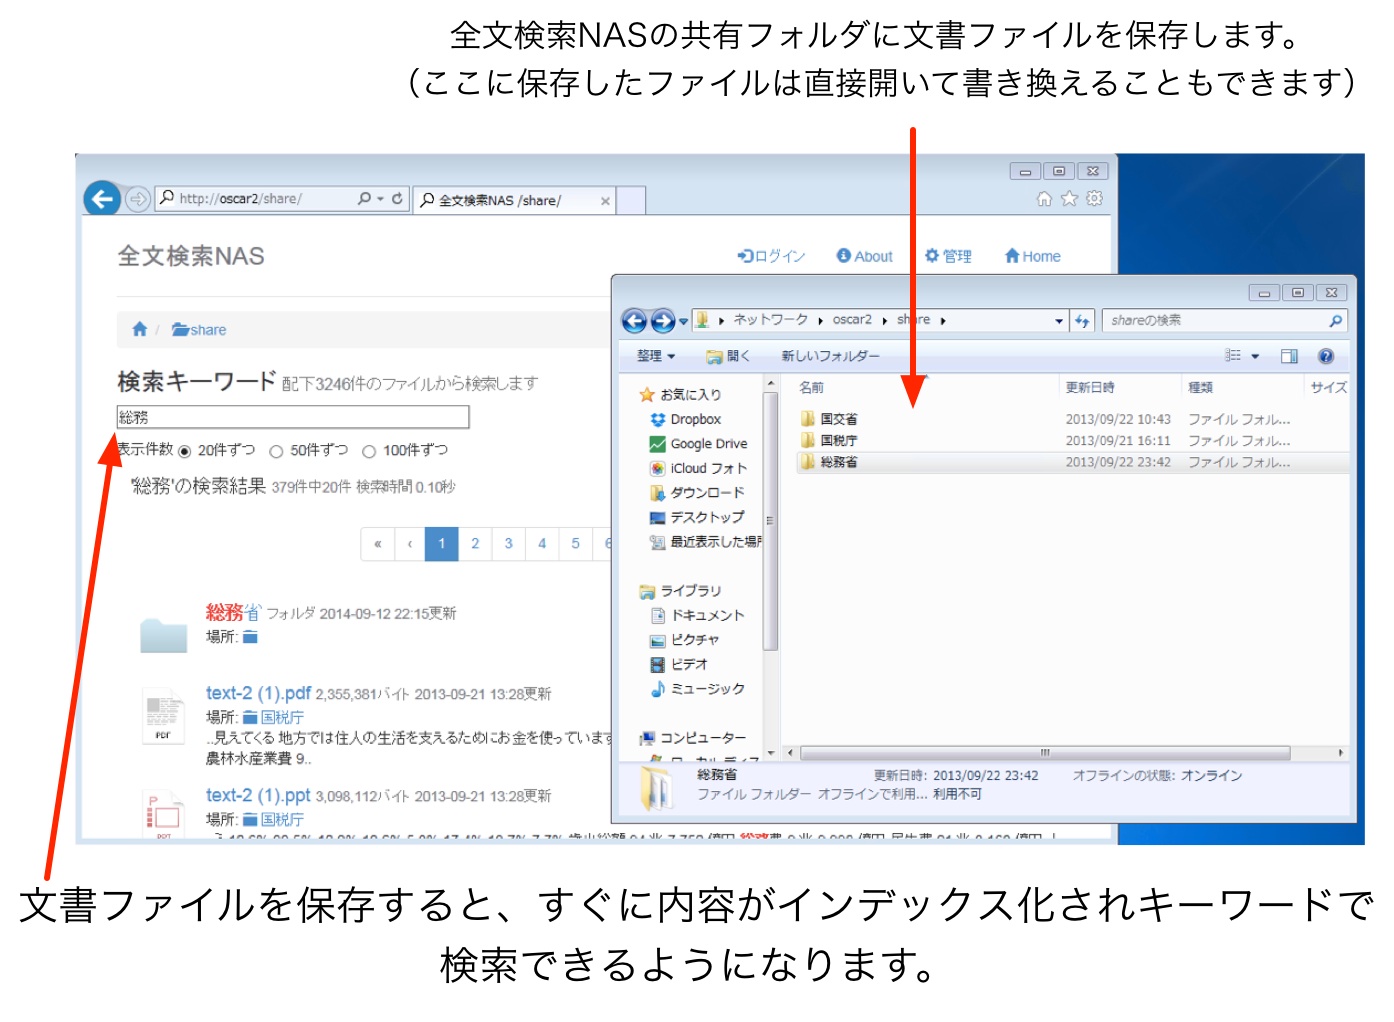 全文検索NASの共有フォルダに文書ファイルを保存します。
（ここに保存したファイルは直接開いて書き換えることもできます）
http://oscar2/share/
全文検索NAS /share/
全文検索NAS
ログイン
About
管理
Home
/ share
検索キーワード 配下3246件のファイルから検索します
総務
表示件数 20件ずつ 50件ずつ 100件ずつ
'総務'の検索結果 379件中20件 検索時間0.10秒
« ‹ 1 2 3 4 5 6
総務省 フォルダ 2014-09-12 22:15更新
場所:
text-2 (1).pdf 2,355,381バイト 2013-09-21 13:28更新
場所: 国税庁
PDF
..見えてくる 地方では住人の生活を支えるためにお金を使っています
農林水産業費 9..
text-2 (1).ppt 3,098,112バイト 2013-09-21 13:28更新
場所: 国税庁
P
PPT
ネットワーク oscar2 share
shareの検索
整理 開く 新しいフォルダー
お気に入り
Dropbox
Google Drive
iCloud フォト
ダウンロード
デスクトップ
最近表示した場所
ライブラリ
ドキュメント
ピクチャ
ビデオ
ミュージック
コンピューター
名前 更新日時 種類 サイズ
国交省 2013/09/22 10:43 ファイル フォル...
国税庁 2013/09/21 16:11 ファイル フォル...
総務省 2013/09/22 23:42 ファイル フォル...
総務省 更新日時: 2013/09/22 23:42 オフラインの状態: オンライン
ファイル フォルダー オフラインで利用... 利用不可
文書ファイルを保存すると、すぐに内容がインデックス化されキーワードで
検索できるようになります。